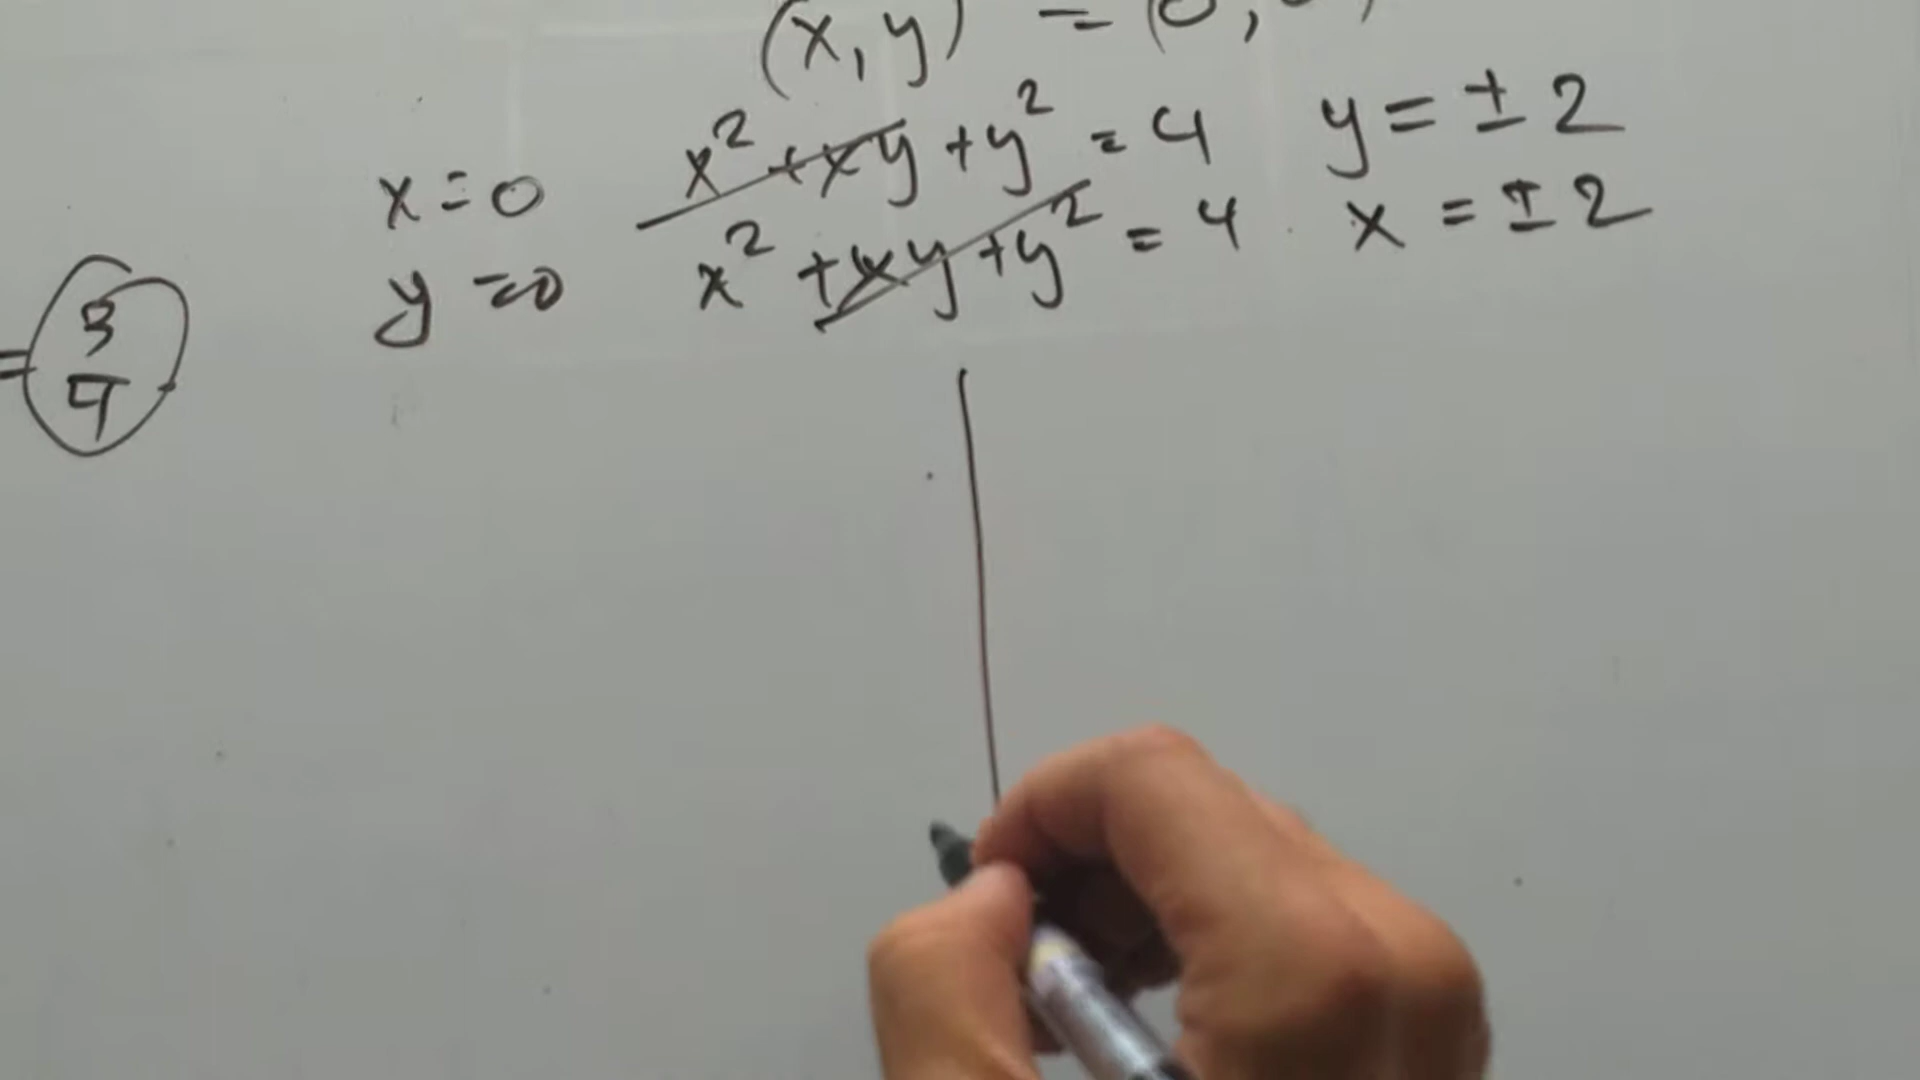 (x, y) = (0,
x=0 x² + xy + y² = 4 y = ± 2
y=0 x² + xy + y² = 4 x = ± 2
= 3
4